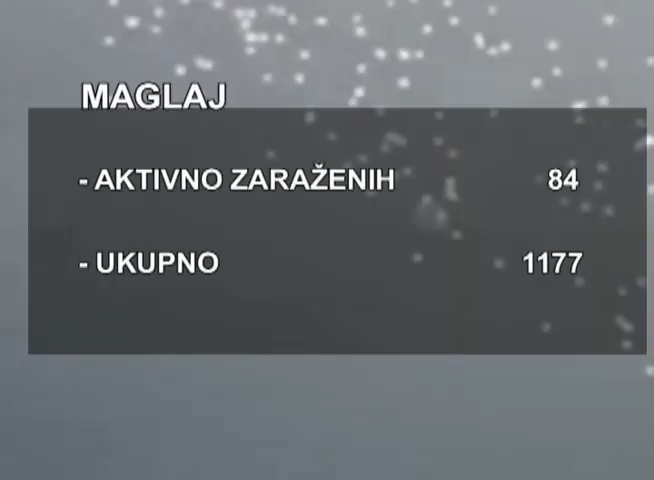 MAGLAJ
- AKTIVNO ZARAŽENIH 84
- UKUPNO 1177